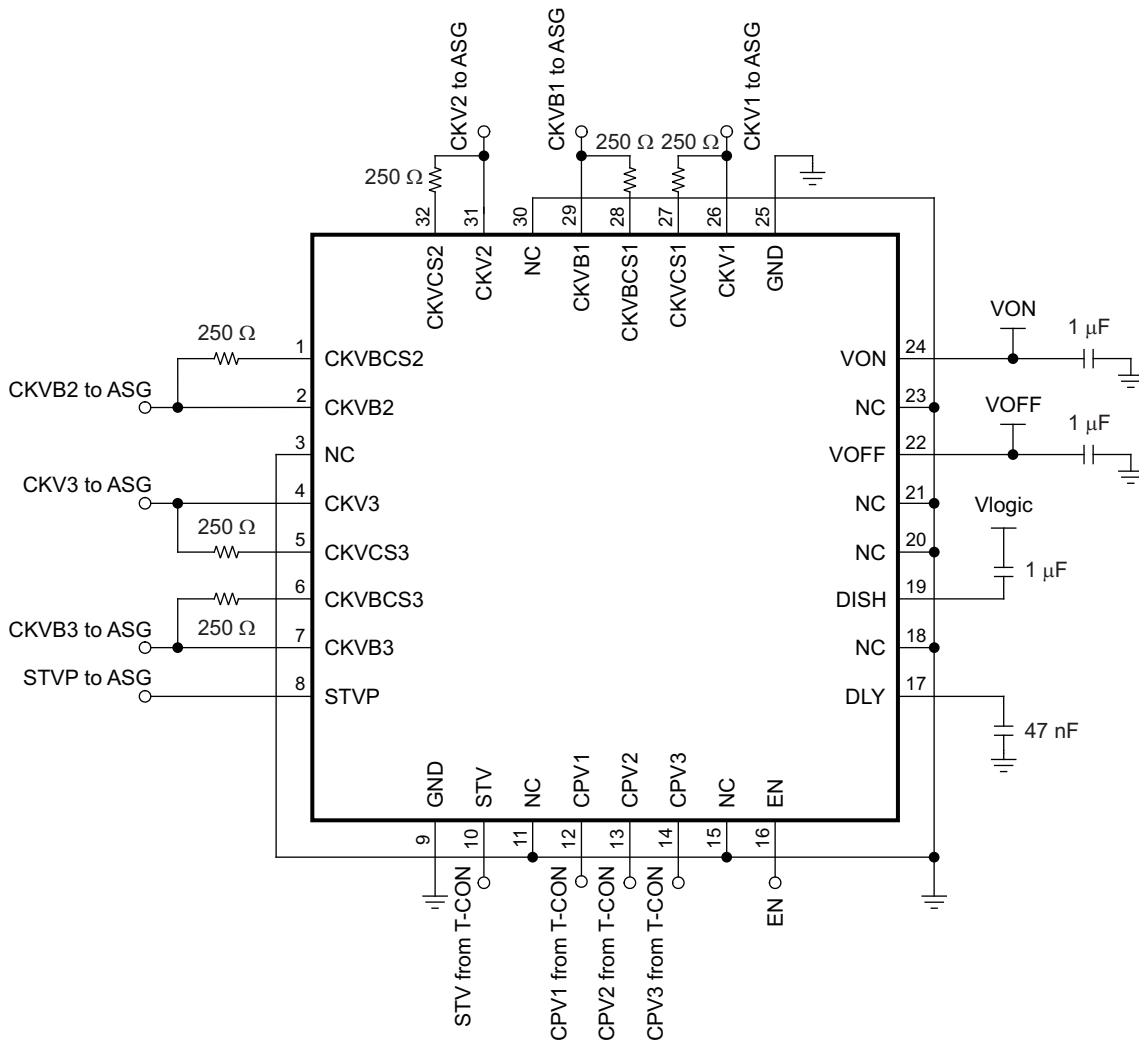 CKV2 to ASG
CKVB1 to ASG
CKV1 to ASG
250 Ω
250 Ω
250 Ω
32
31
30
29
28
27
26
25
CKVCS2
CKV2
NC
CKVB1
CKVBCS1
CKVCS1
CKV1
GND
250 Ω
1
CKVBCS2
CKVB2 to ASG
2
CKVB2
3
NC
CKV3 to ASG
4
CKV3
250 Ω
5
CKVCS3
6
CKVBCS3
250 Ω
CKVB3 to ASG
7
CKVB3
STVP to ASG
8
STVP
VON
1 μF
VON
24
NC
23
VOFF
1 μF
VOFF
22
NC
21
Vlogic
NC
20
1 μF
DISH
19
NC
18
DLY
17
47 nF
GND
STV
NC
CPV1
CPV2
CPV3
NC
EN
9
10
11
12
13
14
15
16
STV from T-CON
CPV1 from T-CON
CPV2 from T-CON
CPV3 from T-CON
EN